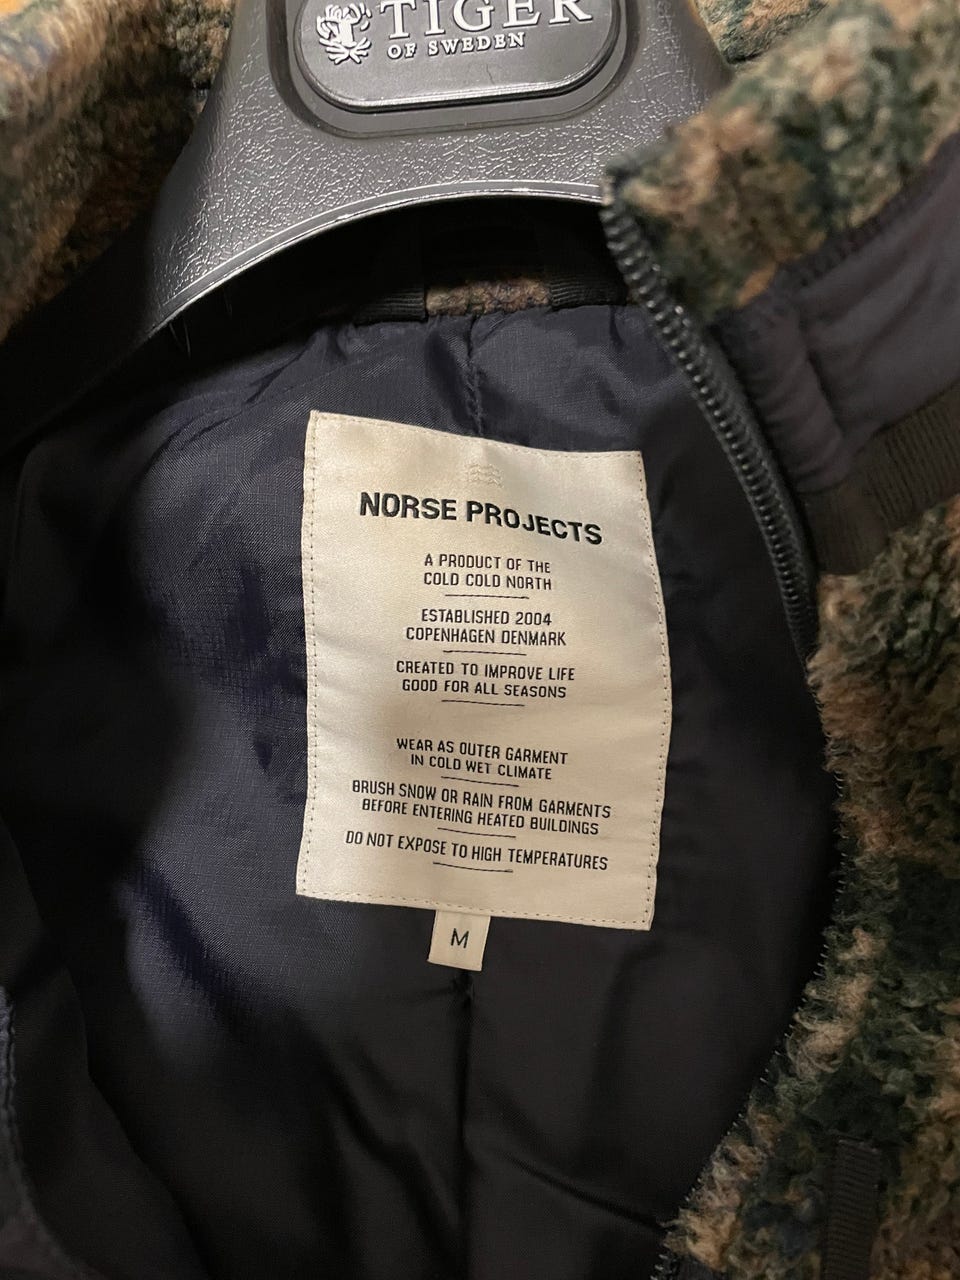 TIGER
OF SWEDEN
NORSE PROJECTS
A PRODUCT OF THE
COLD COLD NORTH
ESTABLISHED 2004
COPENHAGEN DENMARK
CREATED TO IMPROVE LIFE
GOOD FOR ALL SEASONS
WEAR AS OUTER GARMENT
IN COLD WET CLIMATE
BRUSH SNOW OR RAIN FROM GARMENTS
BEFORE ENTERING HEATED BUILDINGS
DO NOT EXPOSE TO HIGH TEMPERATURES
M